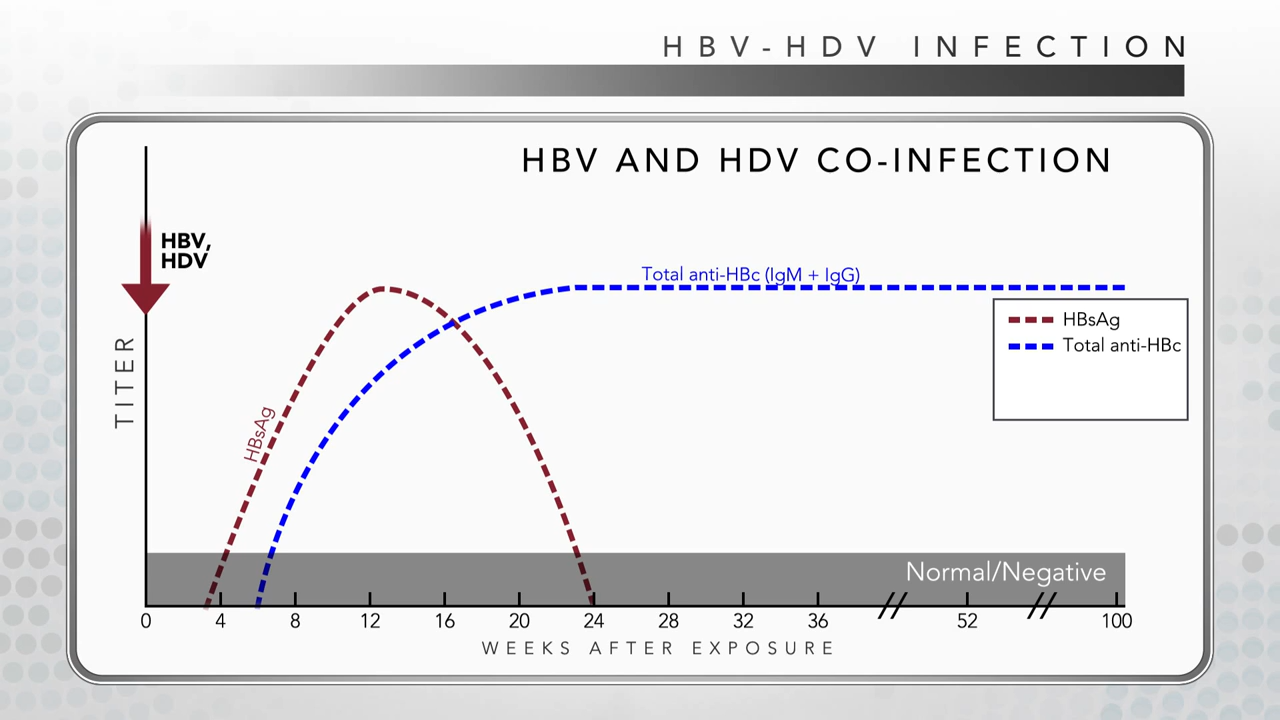 HBV-HDV INFECTION
HBV AND HDV CO-INFECTION
HBV,
HDV
Total anti-HBc (IgM + IgG)
HBsAg
Total anti-HBc
TITER
HBsAg
Normal/Negative
0 4 8 12 16 20 24 28 32 36 52 100
WEEKS AFTER EXPOSURE